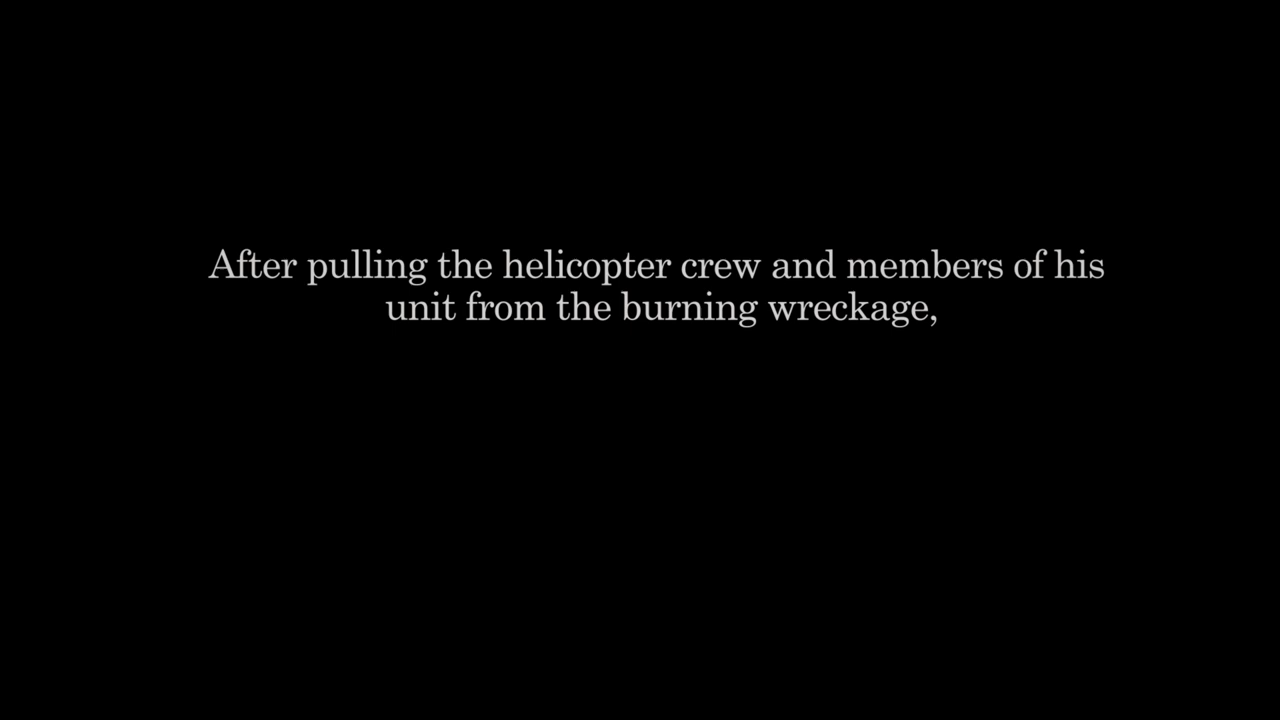 After pulling the helicopter crew and members of his
unit from the burning wreckage,